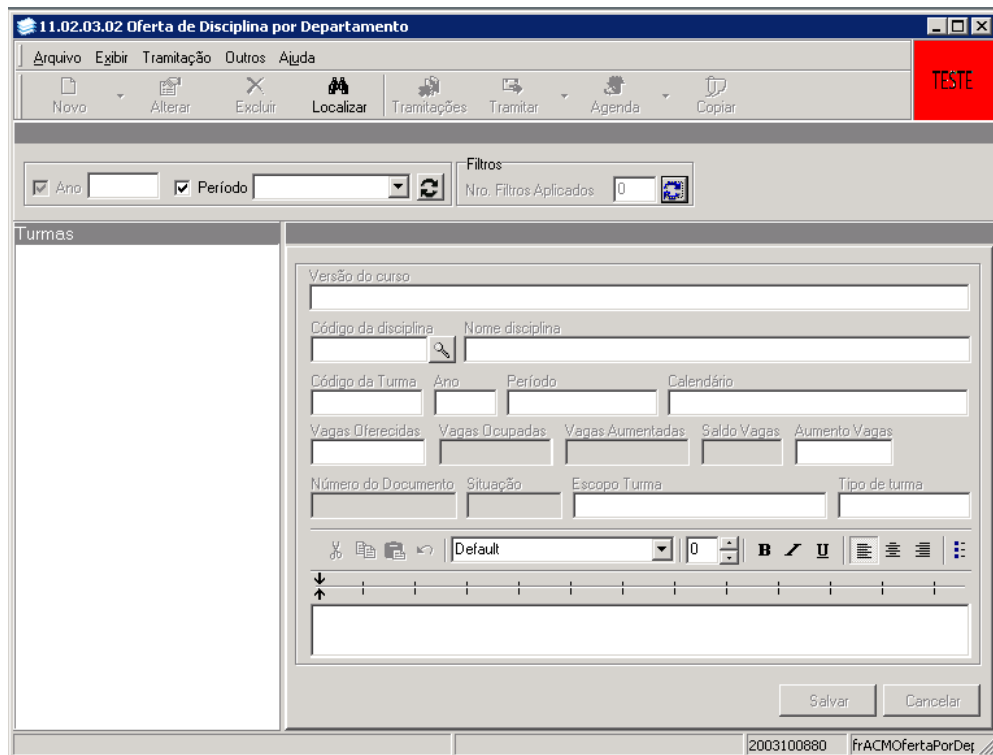 11.02.03.02 Oferta de Disciplina por Departamento
Arquivo Exibir Tramitação Outros Ajuda
Novo Alterar Excluir Localizar Tramitações Tramitar Agenda Copiar
TESTE
Filtros
Ano Período Nro. Filtros Aplicados 0
Turmas
Versão do curso
Código da disciplina Nome disciplina
Código da Turma Ano Período Calendário
Vagas Oferecidas Vagas Ocupadas Vagas Aumentadas Saldo Vagas Aumento Vagas
Número do Documento Situação Escopo Turma Tipo de turma
Default 0 B I U
Salvar Cancelar
2003100880 frACMOfertaPorDep